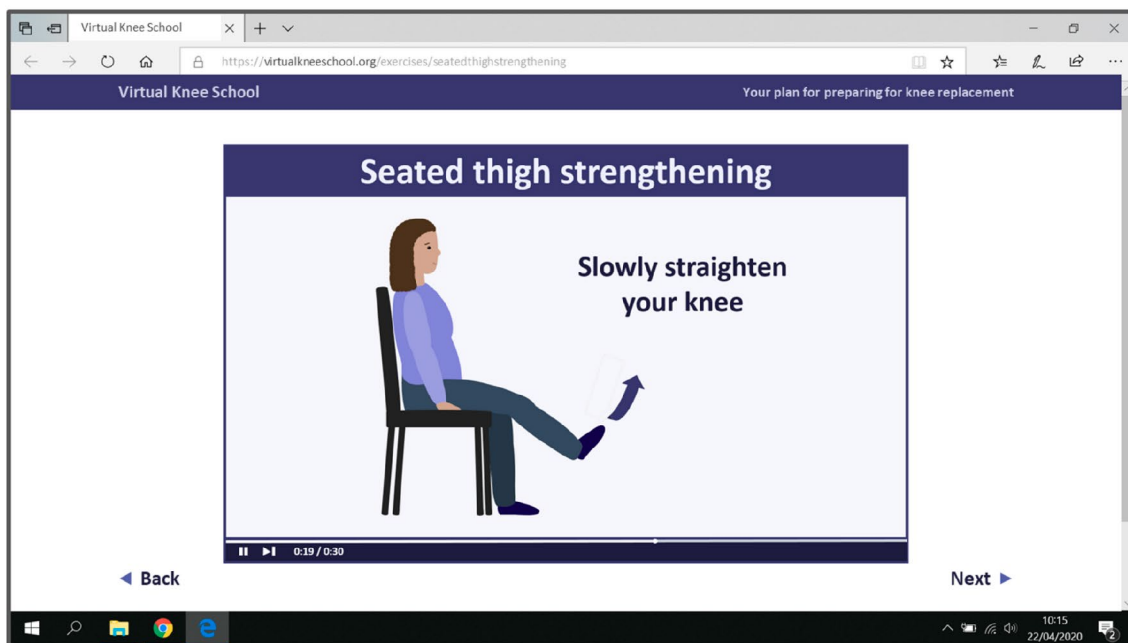 Virtual Knee School
https://virtualkneeschool.org/exercises/seatedthighstrengthening
Virtual Knee School
Your plan for preparing for knee replacement
Seated thigh strengthening
Slowly straighten
your knee
0:19 / 0:30
Back
Next
10:15
22/04/2020
2